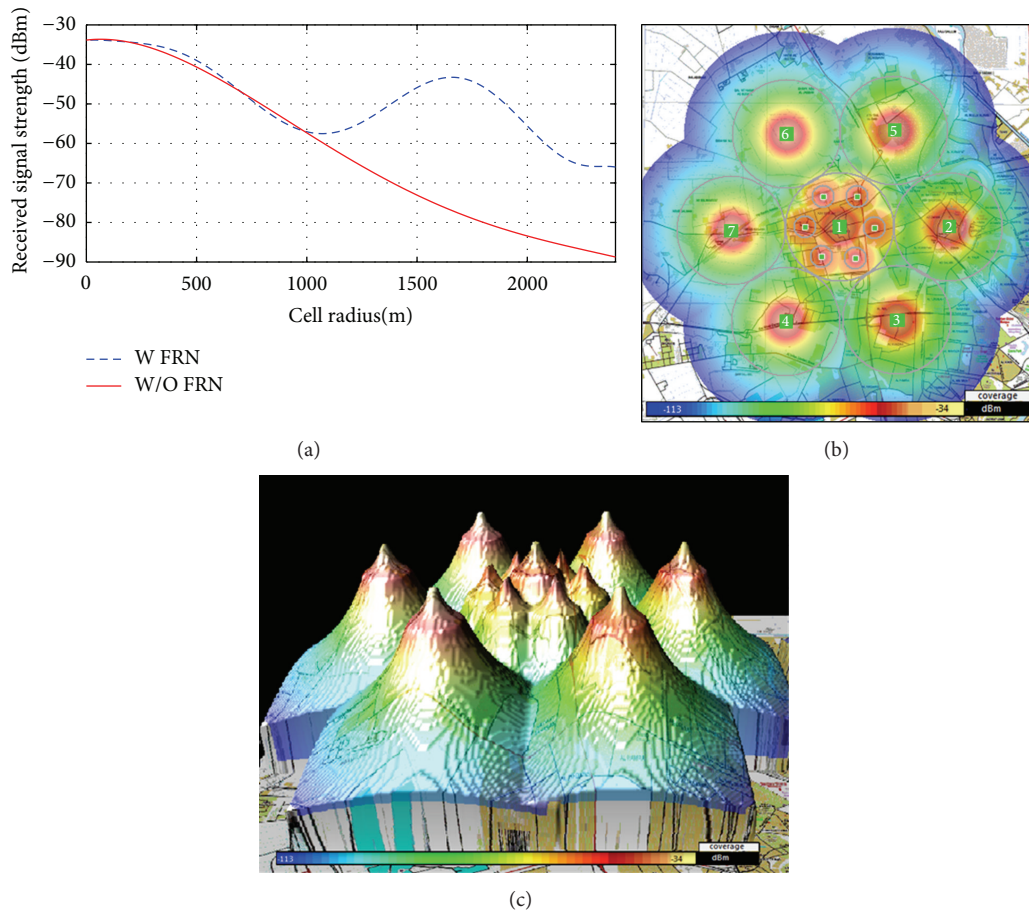 Received signal strength (dBm)
−30
−40
−50
−60
−70
−80
−90
0
500
1000
1500
2000
Cell radius(m)
W FRN
W/O FRN
(a)
6
5
7
1
2
4
3
coverage
-113
-34
dBm
(b)
coverage
-113
-34
dBm
(c)